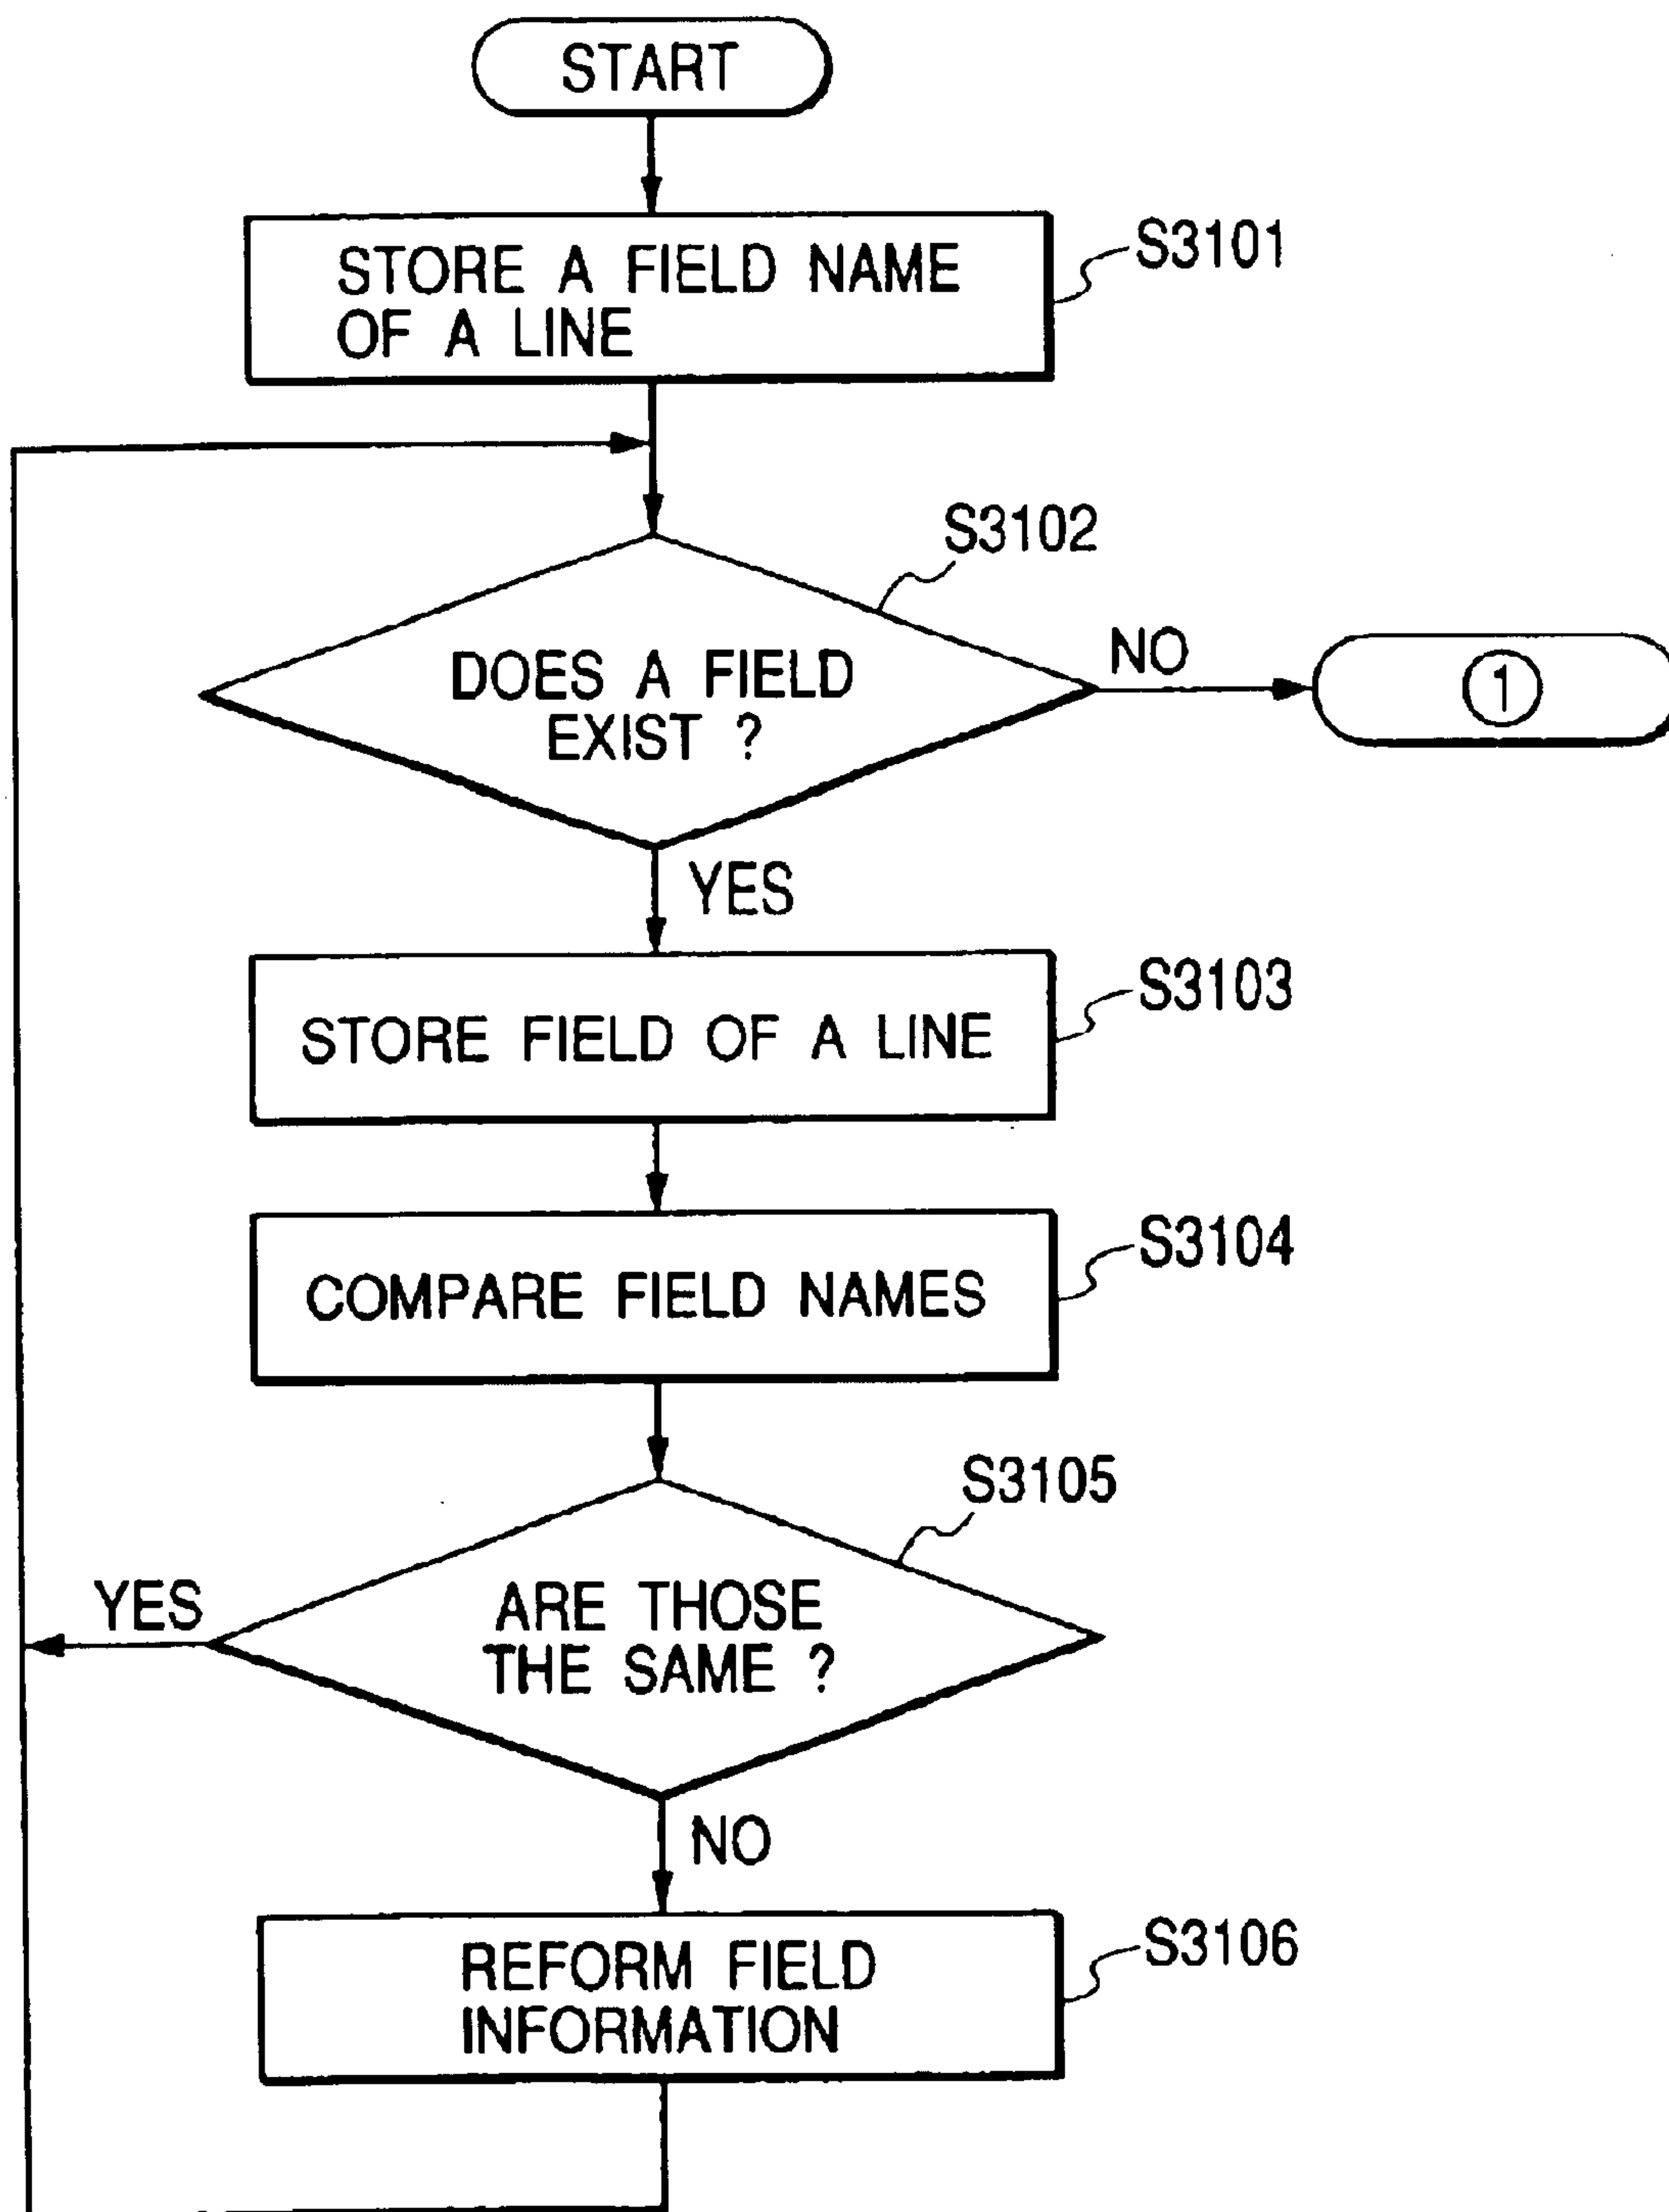 START
STORE A FIELD NAME
OF A LINE
S3101
S3102
DOES A FIELD
EXIST ?
NO
1
YES
STORE FIELD OF A LINE
S3103
COMPARE FIELD NAMES
S3104
S3105
YES
ARE THOSE
THE SAME ?
NO
REFORM FIELD
INFORMATION
S3106